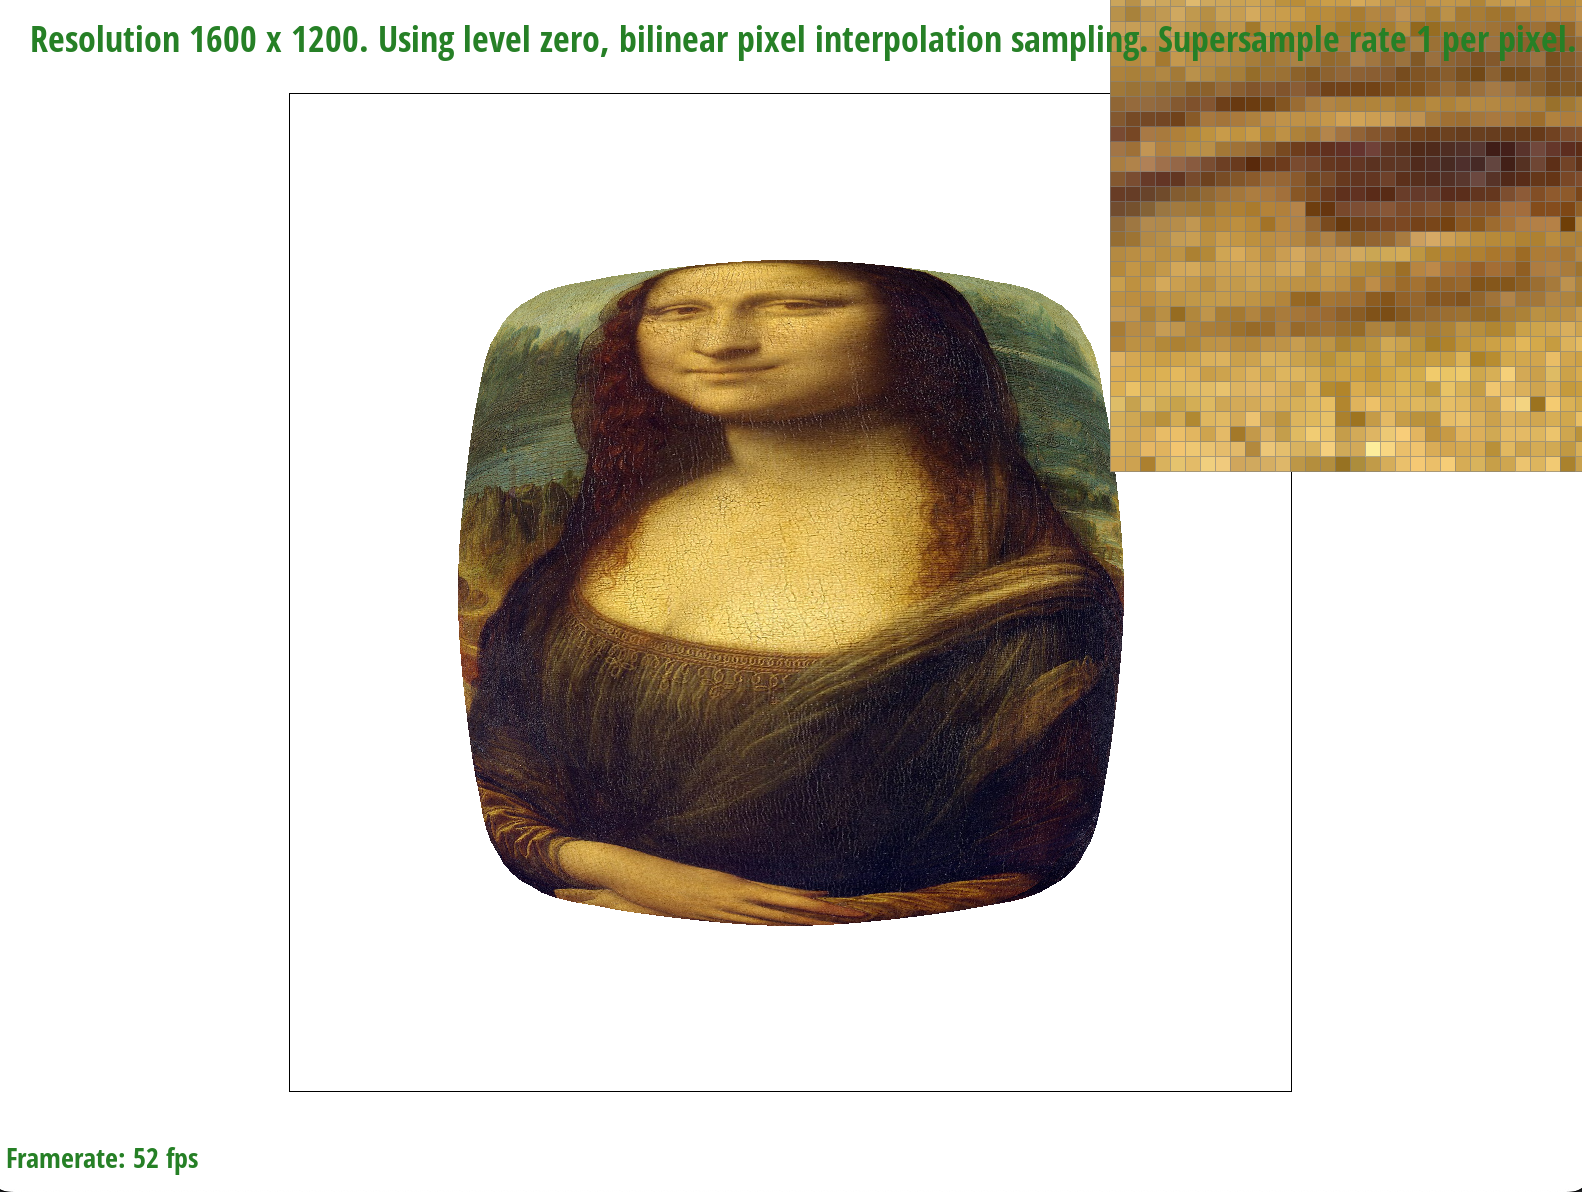 Resolution 1600 x 1200. Using level zero, bilinear pixel interpolation sampling. Supersample rate 1 per pixel.
Framerate: 52 fps